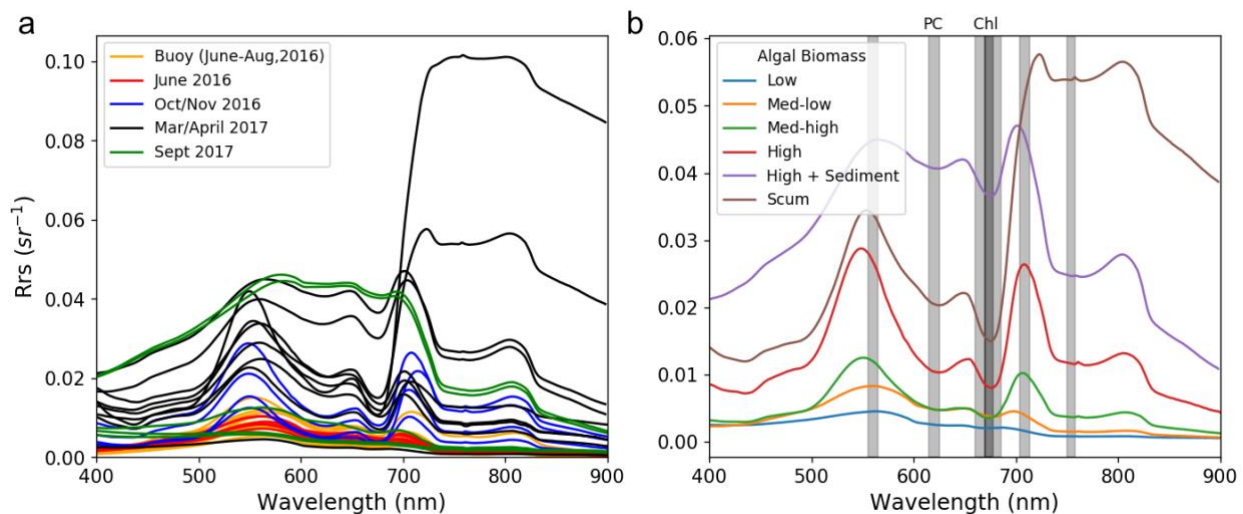 a
Rrs (sr⁻¹)
0.10
0.08
0.06
0.04
0.02
0.00
Buoy (June-Aug,2016)
June 2016
Oct/Nov 2016
Mar/April 2017
Sept 2017
400 500 600 700 800 900
Wavelength (nm)
b
PC Chl
0.06
0.05
0.04
0.03
0.02
0.01
0.00
Algal Biomass
Low
Med-low
Med-high
High
High + Sediment
Scum
400 500 600 700 800 900
Wavelength (nm)